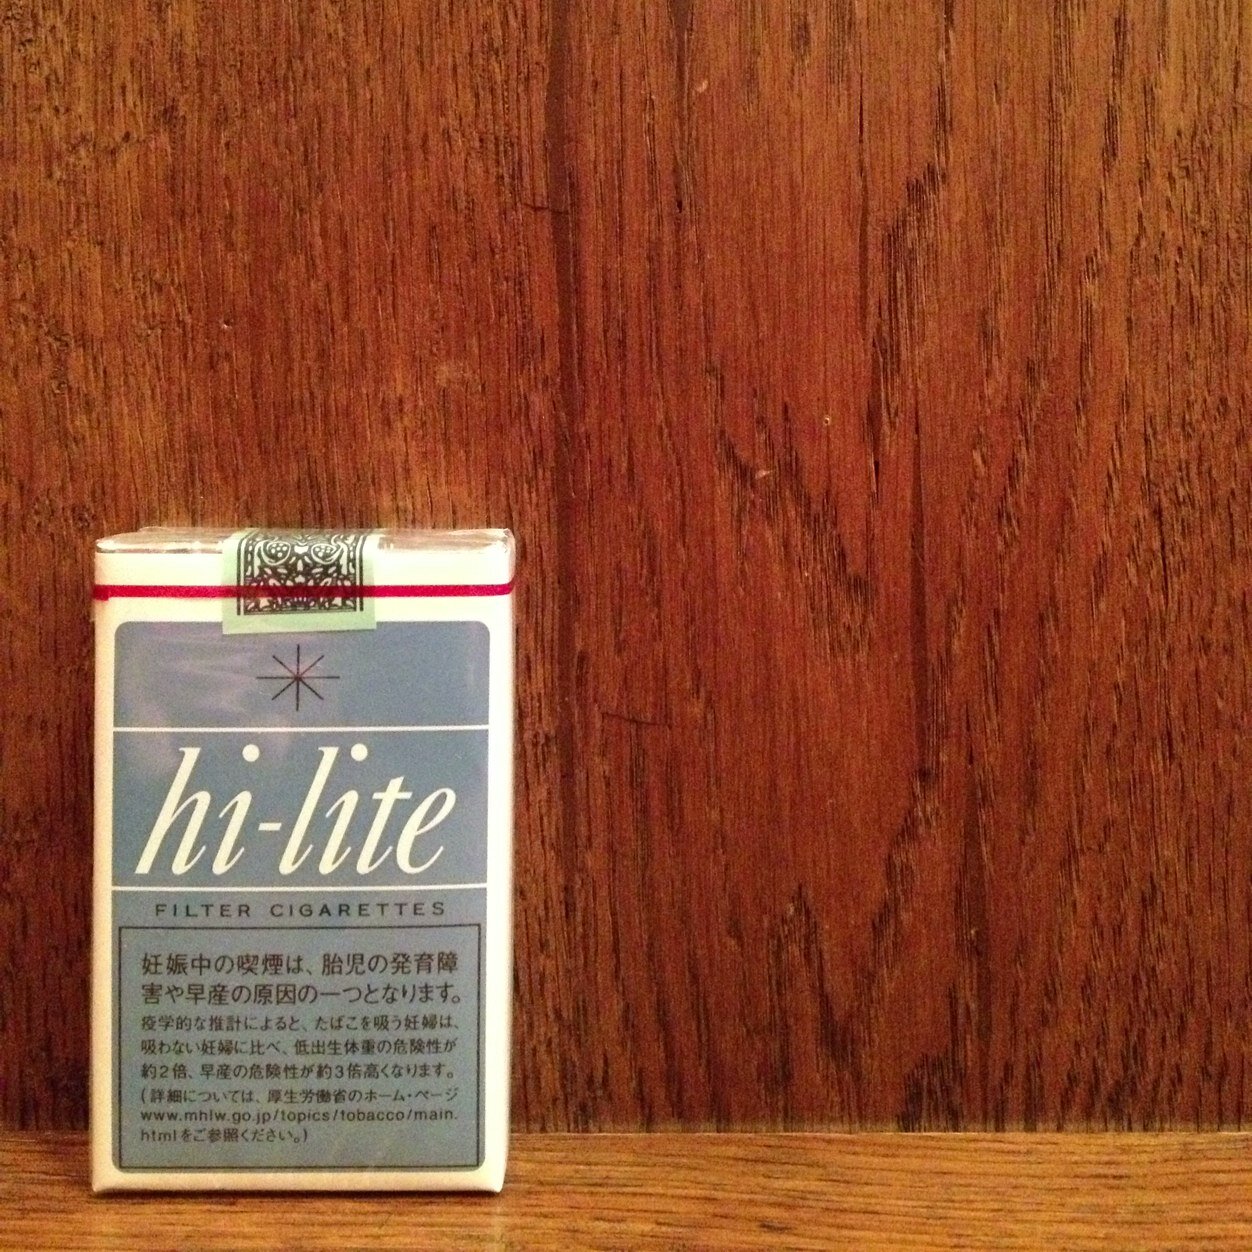 hi-lite
FILTER CIGARETTES
妊娠中の喫煙は、胎児の発育障
害や早産の原因の一つとなります。
疫学的な推計によると、たばこを吸う妊婦は、
吸わない妊婦に比べ、低出生体重の危険性が
約2倍、早産の危険性が約3倍高くなります。
(詳細については、厚生労働省のホーム・ページ
www.mhlw.go.jp/topics/tobacco/main.
htmlをご参照ください。)